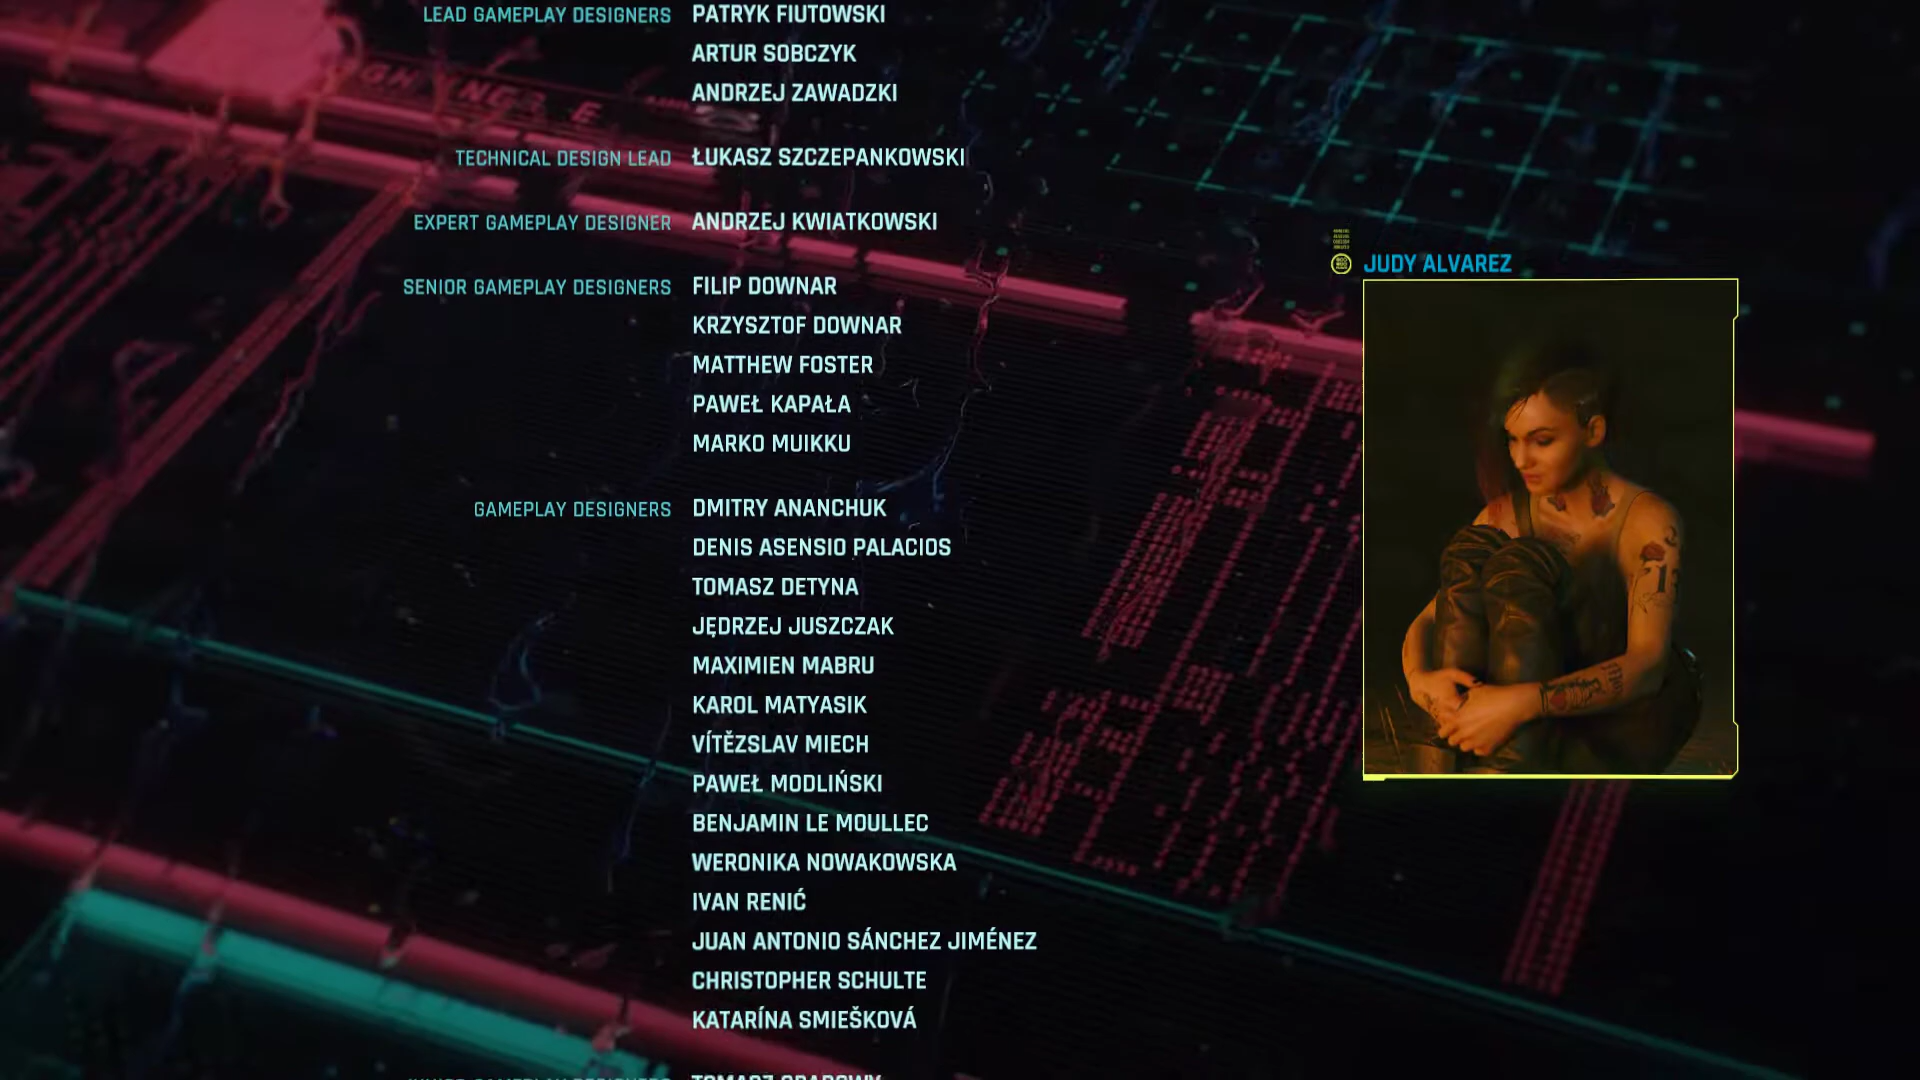 LEAD GAMEPLAY DESIGNERS PATRYK FIUTOWSKI
ARTUR SOBCZYK
ANDRZEJ ZAWADZKI
TECHNICAL DESIGN LEAD ŁUKASZ SZCZEPANKOWSKI
EXPERT GAMEPLAY DESIGNER ANDRZEJ KWIATKOWSKI
SENIOR GAMEPLAY DESIGNERS FILIP DOWNAR
KRZYSZTOF DOWNAR
MATTHEW FOSTER
PAWEŁ KAPAŁA
MARKO MUIKKU
GAMEPLAY DESIGNERS DMITRY ANANCHUK
DENIS ASENSIO PALACIOS
TOMASZ DETYNA
JĘDRZEJ JUSZCZAK
MAXIMIEN MABRU
KAROL MATYASIK
VÍTĚZSLAV MIECH
PAWEŁ MODLIŃSKI
BENJAMIN LE MOULLEC
WERONIKA NOWAKOWSKA
IVAN RENIĆ
JUAN ANTONIO SÁNCHEZ JIMÉNEZ
CHRISTOPHER SCHULTE
KATARÍNA SMIEŠKOVÁ
GAMEPLAY DESIGNERS TOMASZ
JUDY ALVAREZ